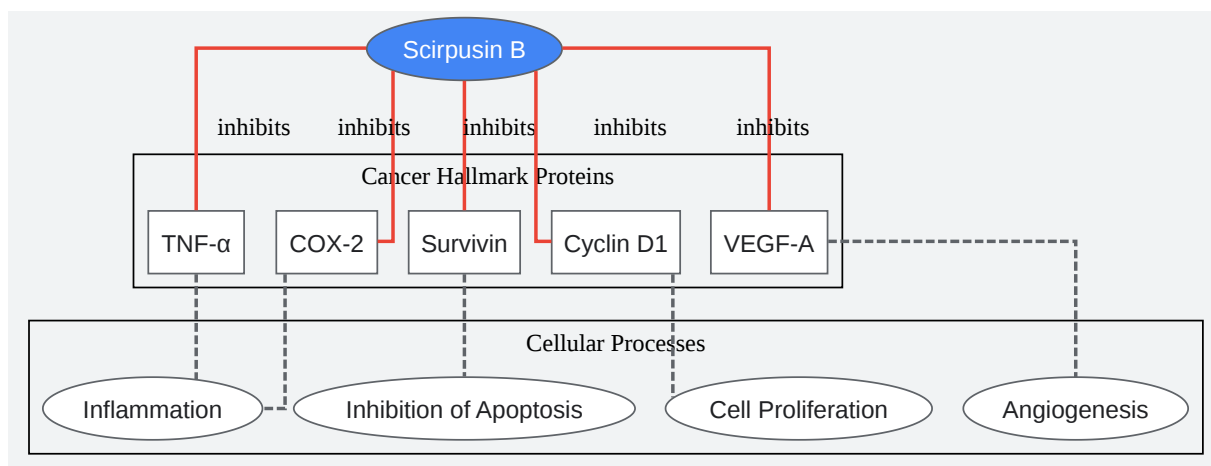 Scirpusin B
inhibits inhibits inhibits inhibits inhibits
Cancer Hallmark Proteins
TNF-α COX-2 Survivin Cyclin D1 VEGF-A
Cellular Processes
Inflammation Inhibition of Apoptosis Cell Proliferation Angiogenesis